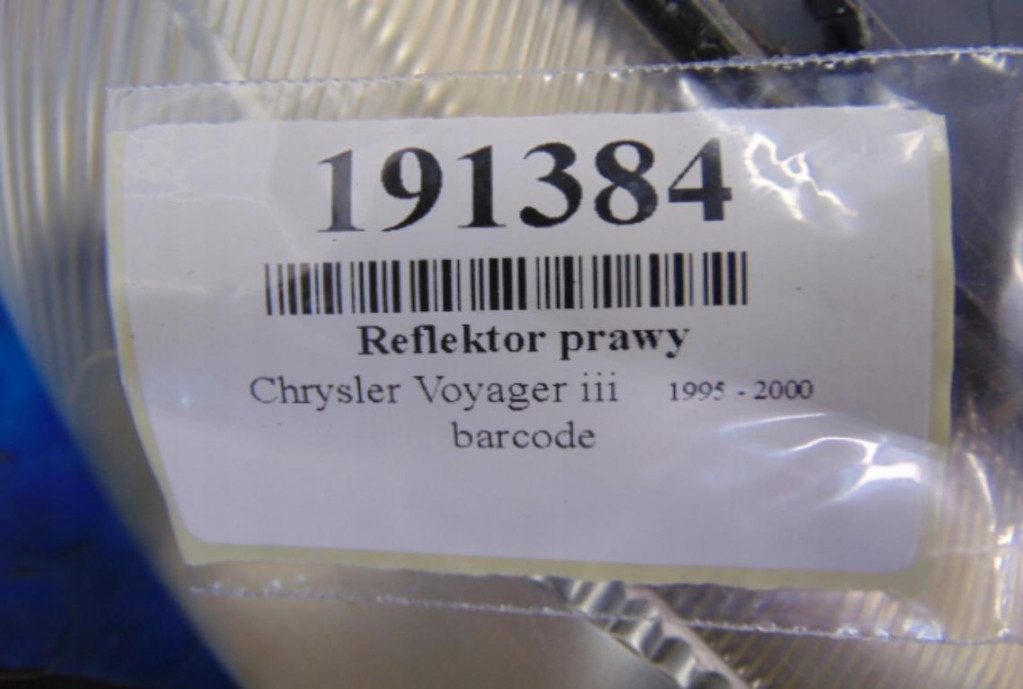 191384
Reflektor prawy
Chrysler Voyager iii 1995 - 2000
barcode